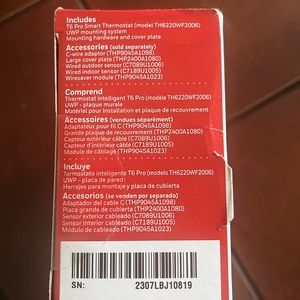 Includes
T6 Pro Smart Thermostat (model TH6220WF2006)
UWP mounting system
Mounting hardware and cover plate
Accessories (sold separately)
C-wire adaptor (THP9045A1098)
Large cover plate (THP2400A1080)
Wired outdoor sensor (C7089U1006)
Wired indoor sensor (C7189U1005)
Wiresaver module (THP9045A1023)
Comprend
Thermostat intelligent T6 Pro (modèle TH6220WF2006)
UWP - plaque murale
Matériel pour installation et plaque de recouvrement
Accessoires (vendues séparément)
Adaptateur pour fil C (THP9045A1098)
Grande plaque de recouvrement (THP2400A1080)
Capteur extérieur câblé (C7089U1006)
Capteur intérieur câblé (C7189U1005)
Module de câblage (THP9045A1023)
Incluye
Termostato inteligente T6 Pro (modelo TH6220WF2006)
UWP - placa de pared
Herrajes para montaje y placa de cubierta
Accesorios (se venden por separado)
Adaptador del cable C (THP9045A1098)
Placa grande de cubierta (THP2400A1080)
Sensor exterior cableado (C7089U1006)
Sensor interior cableado (C7189U1005)
Modulo de cableado (THP9045A1023)
SN: 2307LBJ10819